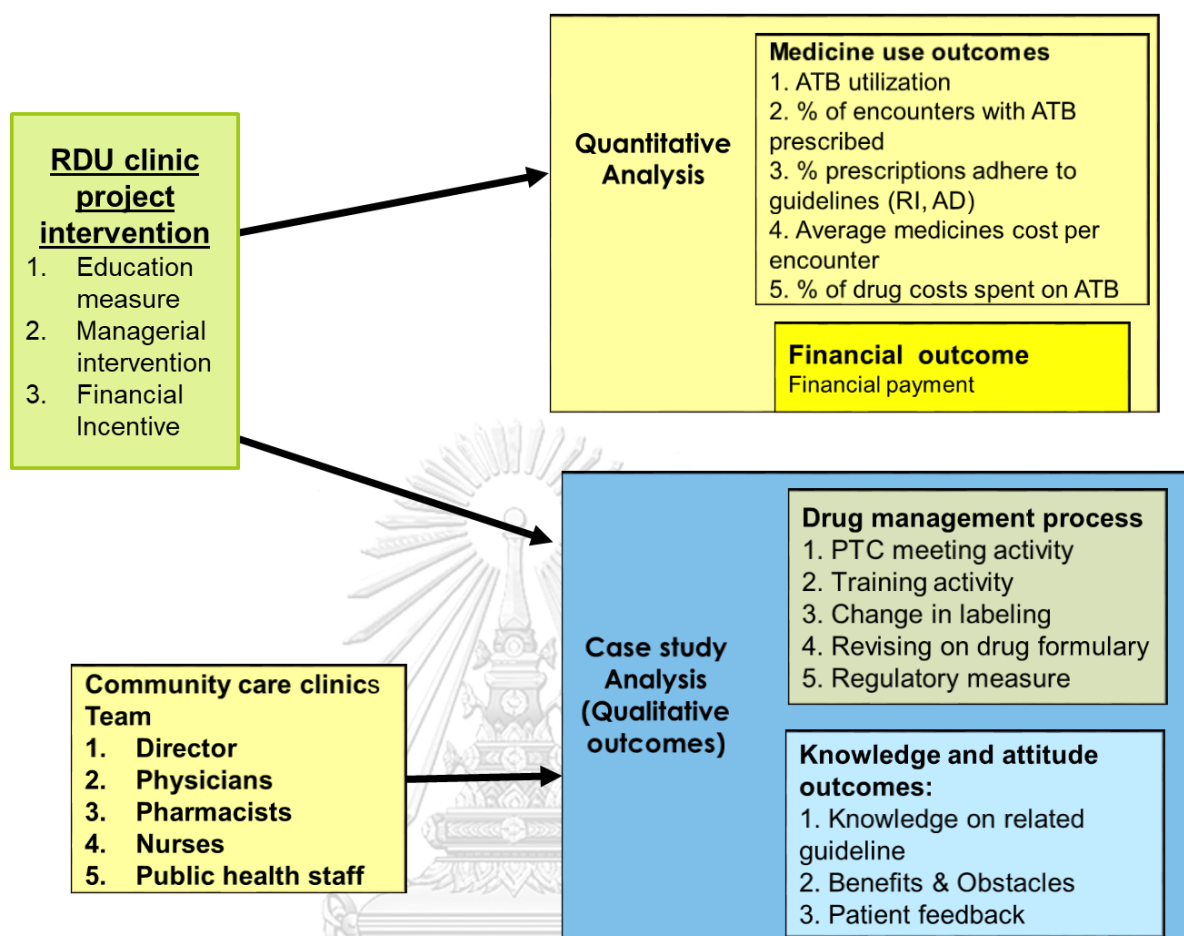 RDU clinic
project
intervention
1. Education
measure
2. Managerial
intervention
3. Financial
Incentive
Quantitative
Analysis
Medicine use outcomes
1. ATB utilization
2. % of encounters with ATB
prescribed
3. % prescriptions adhere to
guidelines (RI, AD)
4. Average medicines cost per
encounter
5. % of drug costs spent on ATB
Financial outcome
Financial payment
Community care clinics
Team
1. Director
2. Physicians
3. Pharmacists
4. Nurses
5. Public health staff
Case study
Analysis
(Qualitative
outcomes)
Drug management process
1. PTC meeting activity
2. Training activity
3. Change in labeling
4. Revising on drug formulary
5. Regulatory measure
Knowledge and attitude
outcomes:
1. Knowledge on related
guideline
2. Benefits & Obstacles
3. Patient feedback